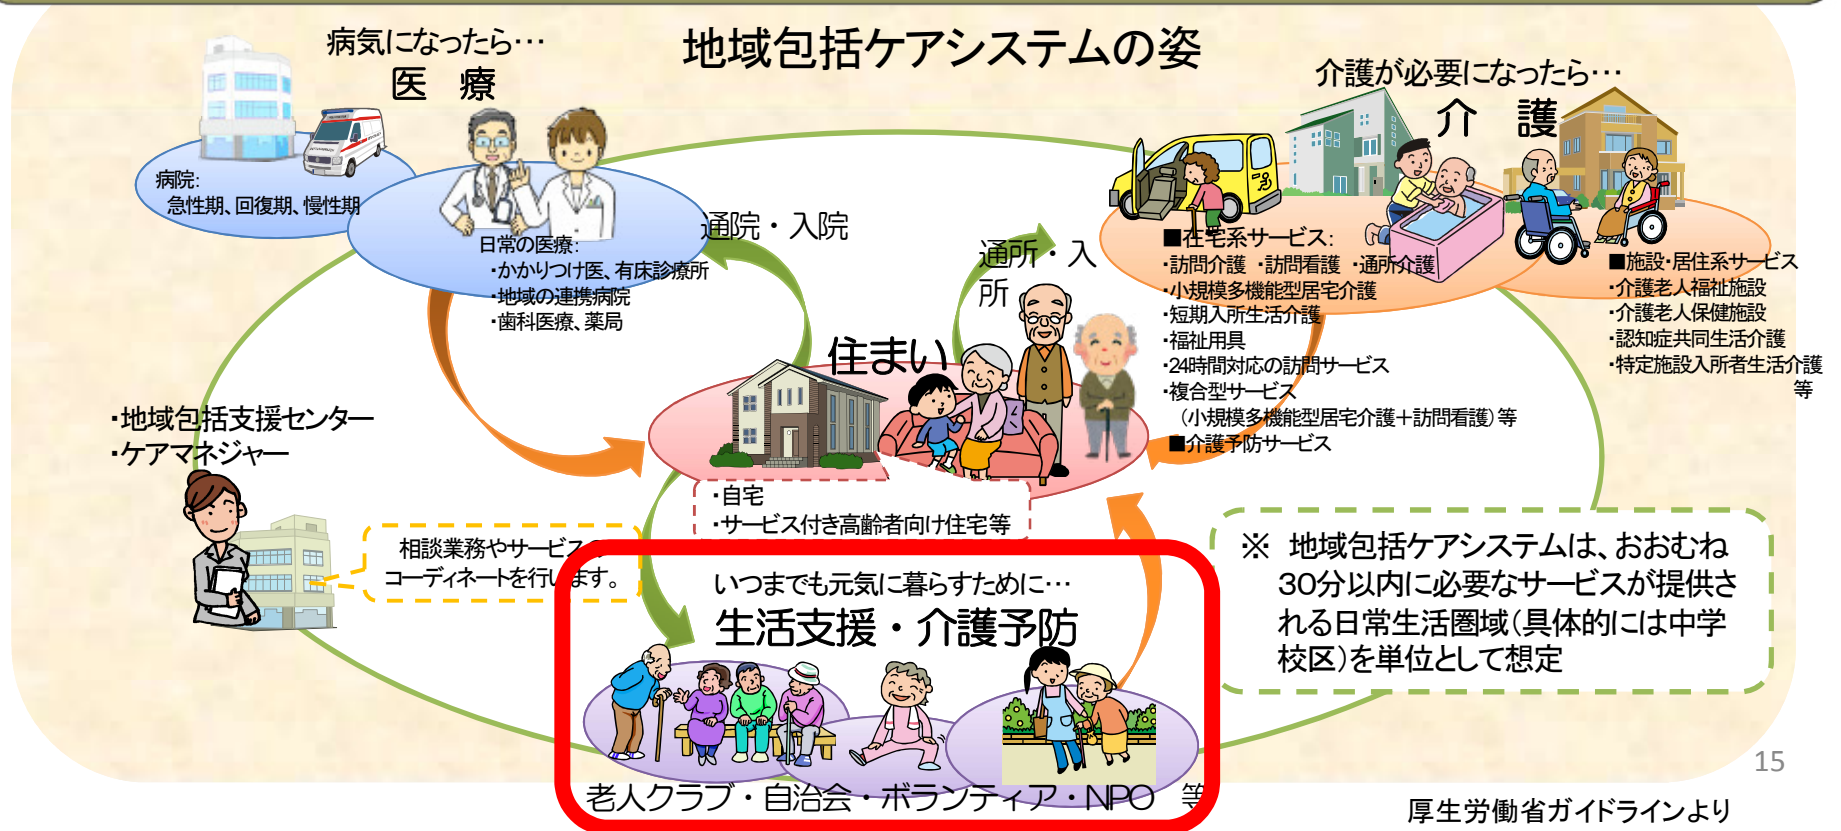 地域包括ケアシステムの姿
病気になったら…
医　療
介護が必要になったら…
介　護
病院:
急性期、回復期、慢性期
日常の医療:
・かかりつけ医、有床診療所
・地域の連携病院
・歯科医療、薬局
通院・入院
通所・入
所
■在宅系サービス:
・訪問介護 ・訪問看護 ・通所介護
・小規模多機能型居宅介護
・短期入所生活介護
・福祉用具
・24時間対応の訪問サービス
・複合型サービス
（小規模多機能型居宅介護＋訪問看護）等
■介護予防サービス
■施設・居住系サービス
・介護老人福祉施設
・介護老人保健施設
・認知症共同生活介護
・特定施設入所者生活介護
等
住まい
・自宅
・サービス付き高齢者向け住宅等
・地域包括支援センター
・ケアマネジャー
相談業務やサービスの
コーディネートを行います。
いつまでも元気に暮らすために…
生活支援・介護予防
老人クラブ・自治会・ボランティア・NPO　等
※　地域包括ケアシステムは、おおむね
30分以内に必要なサービスが提供さ
れる日常生活圏域（具体的には中学
校区）を単位として想定
15
厚生労働省ガイドラインより